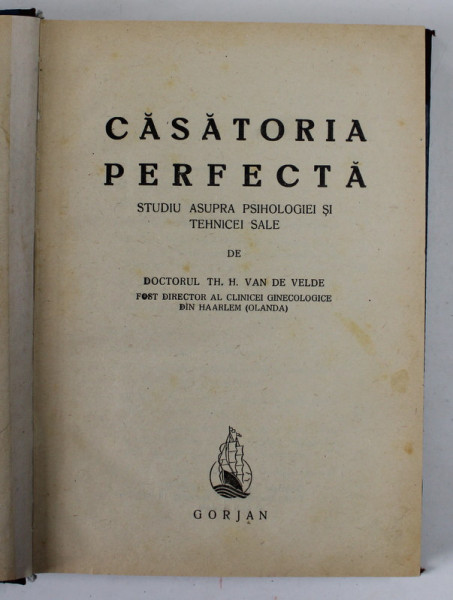 CĂSĂTORIA
PERFECTĂ
STUDIU ASUPRA PSIHOLOGIEI ȘI
TEHNICEI SALE
DE
DOCTORUL TH. H. VAN DE VELDE
FOST DIRECTOR AL CLINICEI GINECOLOGICE
DIN HAARLEM (OLANDA)
GORJAN